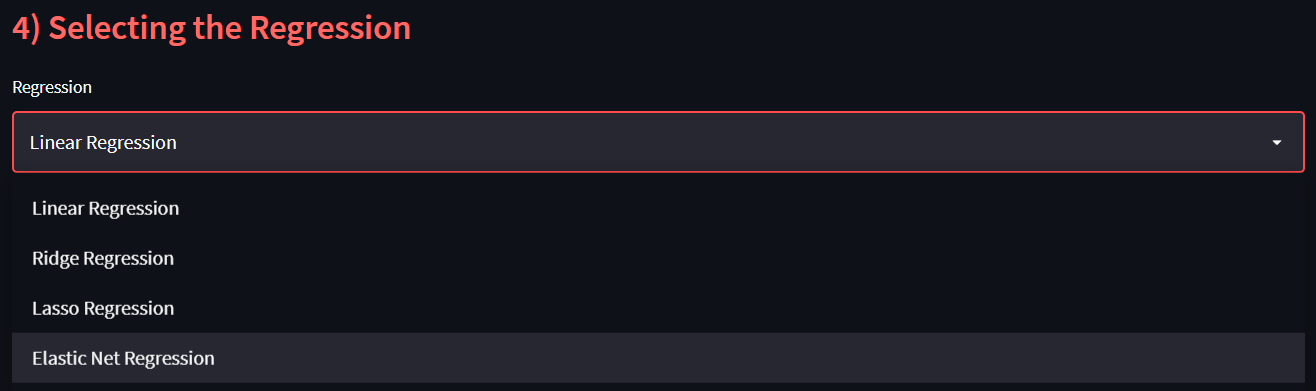 4) Selecting the Regression
Regression
Linear Regression
Linear Regression
Ridge Regression
Lasso Regression
Elastic Net Regression